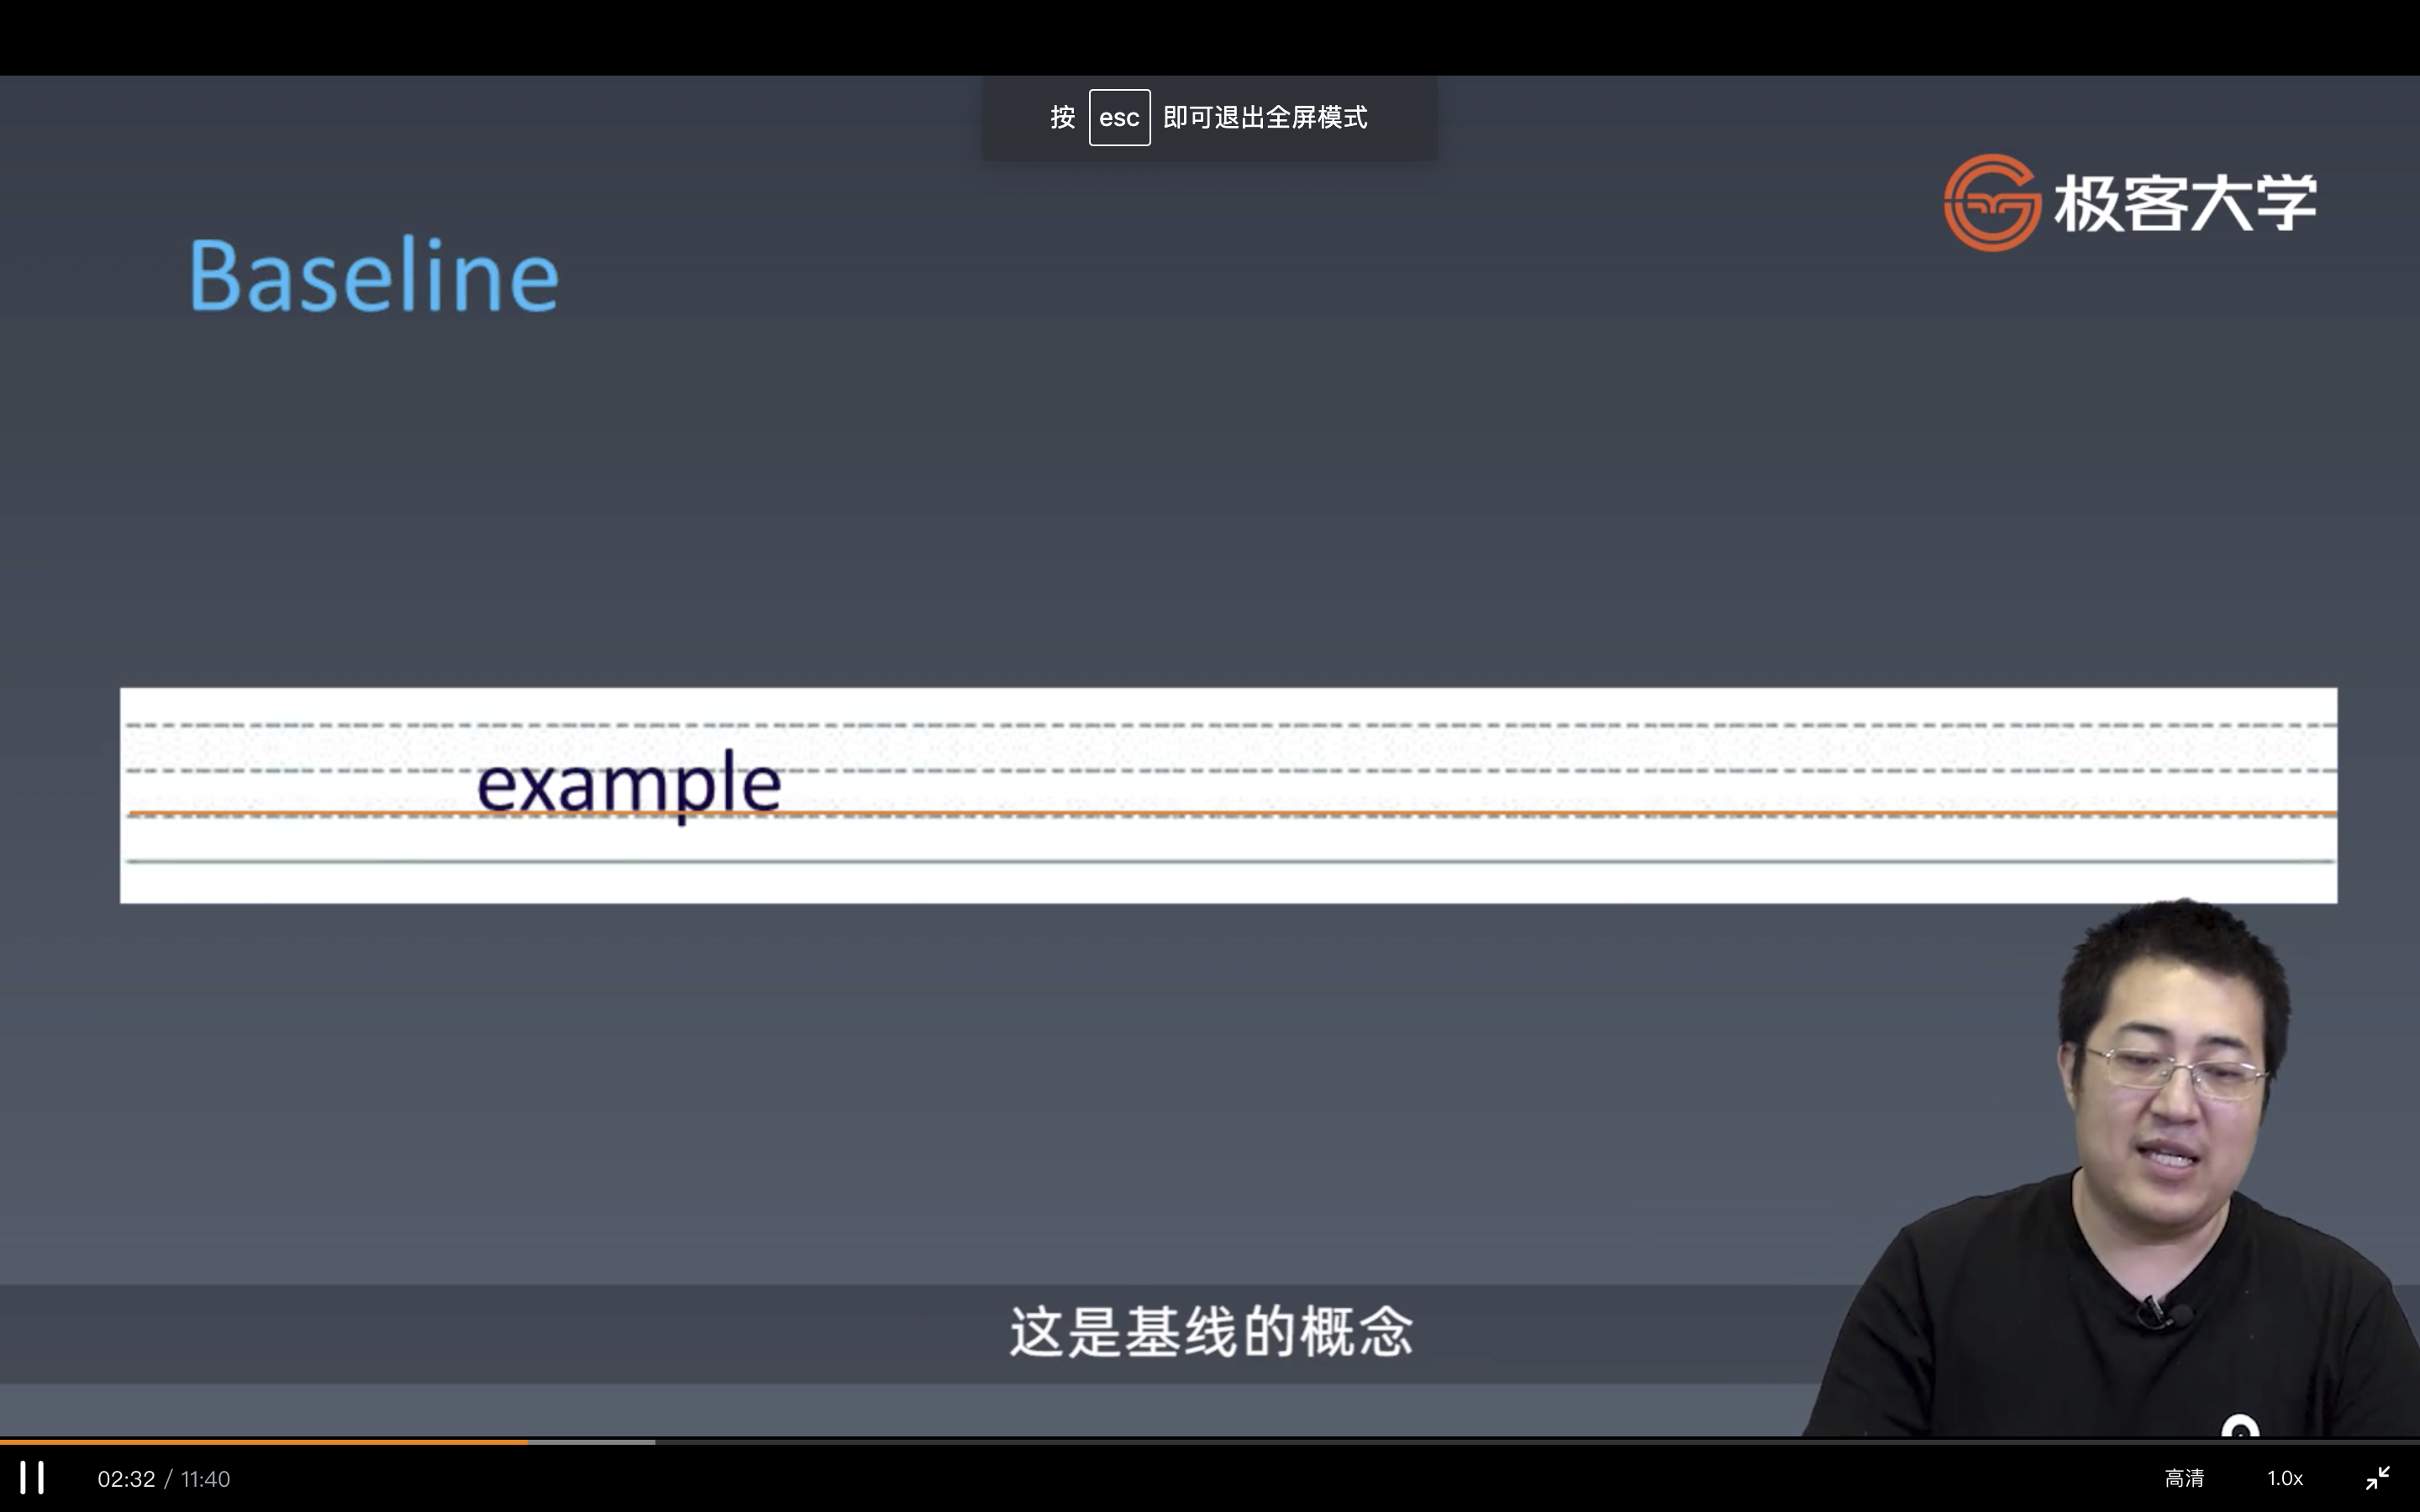 按 esc 即可退出全屏模式
极客大学
Baseline
example
这是基线的概念
02:32 / 11:40
高清
1.0x